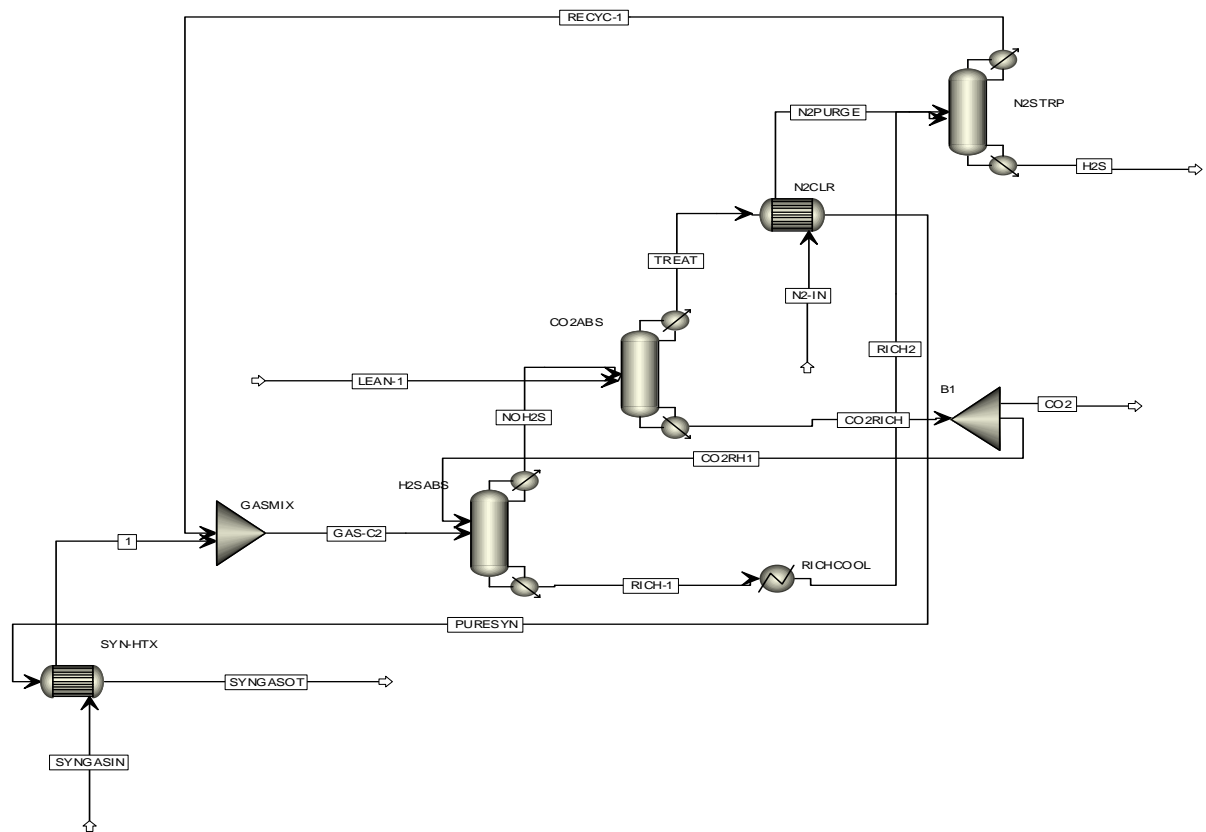 RECYC-1
N2STRP
N2PURGE
H2S
N2CLR
TREAT
N2-IN
CO2ABS
RICH2
LEAN-1
B1
CO2
NOH2S
CO2RICH
CO2RH1
H2SABS
GASMIX
GAS-C2
1
RICHCOOL
RICH-1
PURESYN
SYN-HTX
SYNGASOT
SYNGASIN